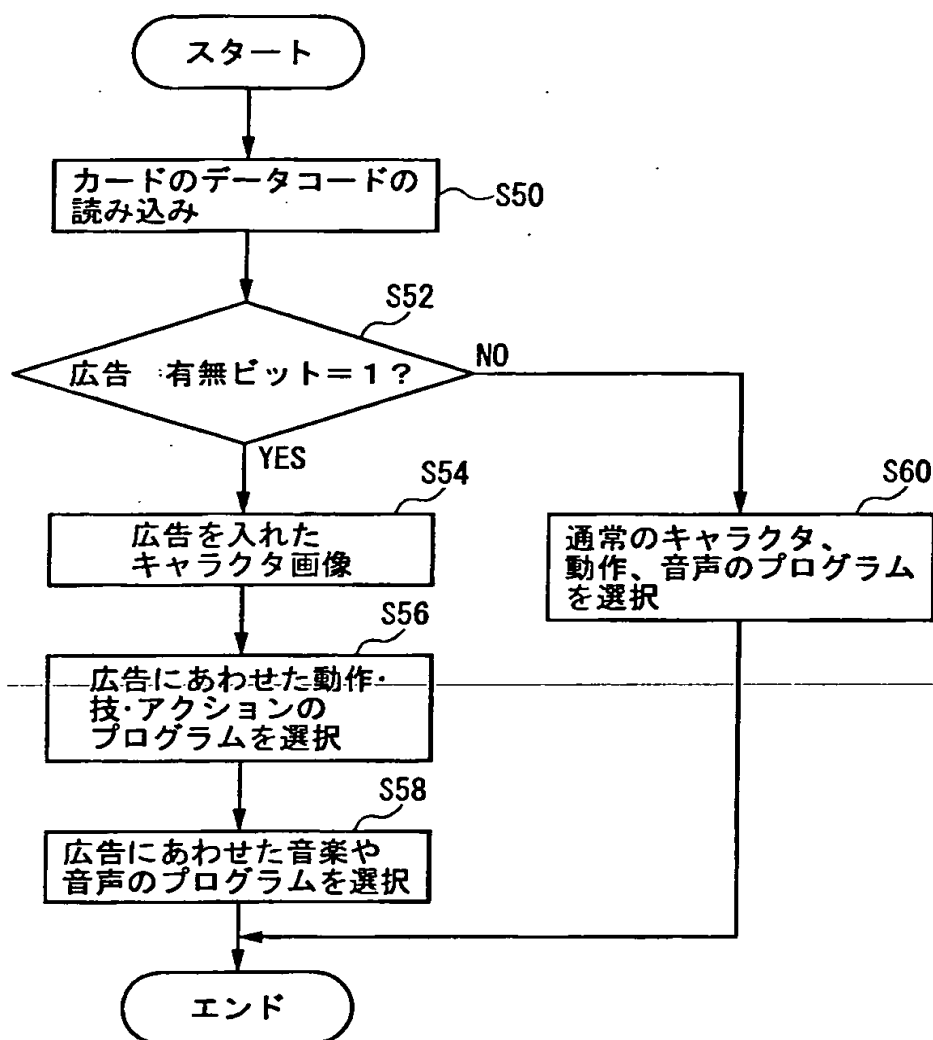 スタート
カードのデータコードの
読み込み
S50
S52
広告 有無ビット＝1？
NO
YES
S54
広告を入れた
キャラクタ画像
S60
通常のキャラクタ、
動作、音声のプログラム
を選択
S56
広告にあわせた動作・
技・アクションの
プログラムを選択
S58
広告にあわせた音楽や
音声のプログラムを選択
エンド